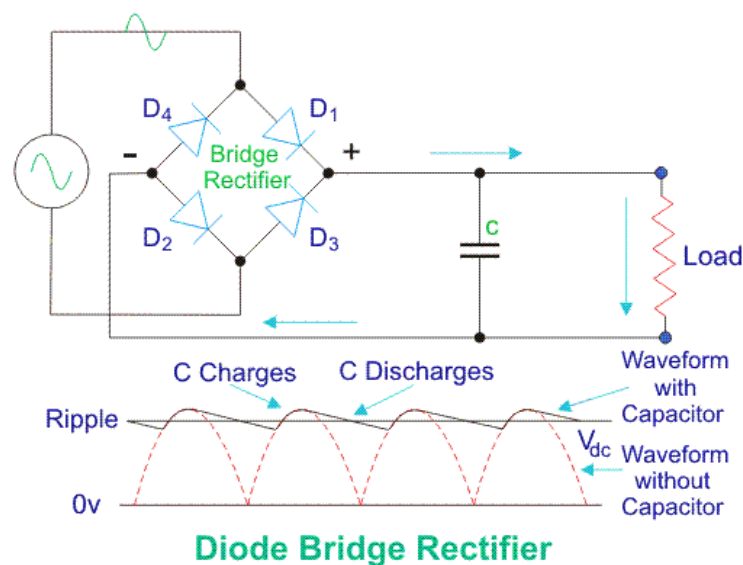 D4
D1
-
+
Bridge
Rectifier
D2
D3
C
Load
C Charges
C Discharges
Waveform
with
Capacitor
Ripple
Vdc
Waveform
without
Capacitor
0v
Diode Bridge Rectifier